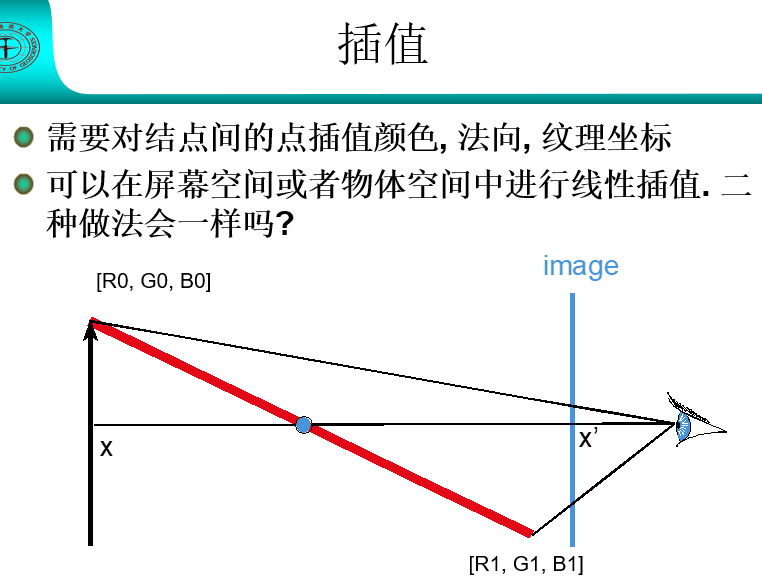 插值
需要对结点间的点插值颜色, 法向, 纹理坐标
可以在屏幕空间或者物体空间中进行线性插值. 二
种做法会一样吗?
image
[R0, G0, B0]
x
x’
[R1, G1, B1]